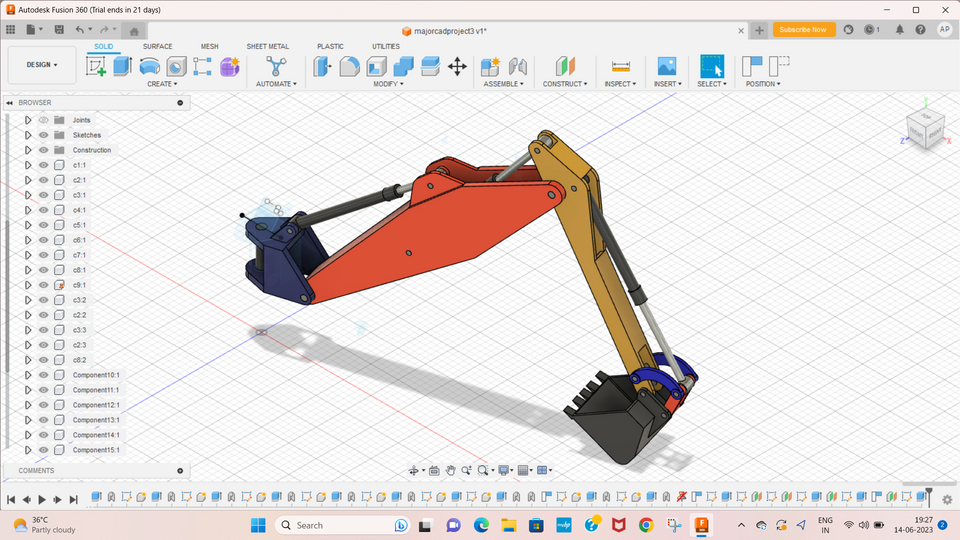 Autodesk Fusion 360 (Trial ends in 21 days)
majorcadproject3 v1*
Subscribe Now
1
AP
SOLID SURFACE MESH SHEET METAL PLASTIC UTILITIES
DESIGN
CREATE AUTOMATE MODIFY ASSEMBLE CONSTRUCT INSPECT INSERT SELECT POSITION
BROWSER
Joints
Sketches
Construction
c1:1
c2:1
c3:1
c4:1
c5:1
c6:1
c7:1
c8:1
c9:1
c3:2
c2:2
c3:3
c2:3
c8:2
Component10:1
Component11:1
Component12:1
Component13:1
Component14:1
Component15:1
TOP
FRONT
RIGHT
Y
Z
X
COMMENTS
36°C
Partly cloudy
Search
ENG
IN
19:27
14-06-2023
2